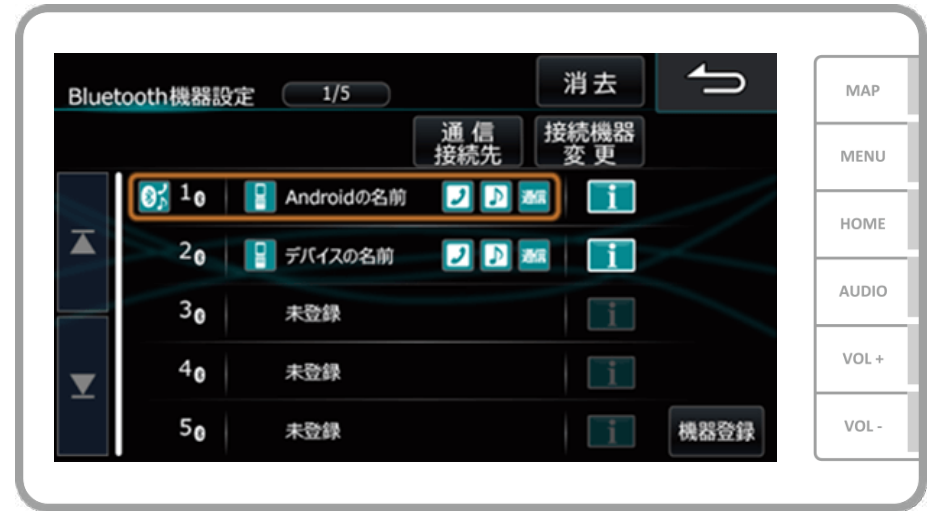 Bluetooth機器設定 1/5 消去
通信接続先 接続機器変更
1 Androidの名前 通信 i
2 デバイスの名前 通信 i
3 未登録 i
4 未登録 i
5 未登録 i 機器登録
MAP
MENU
HOME
AUDIO
VOL +
VOL -